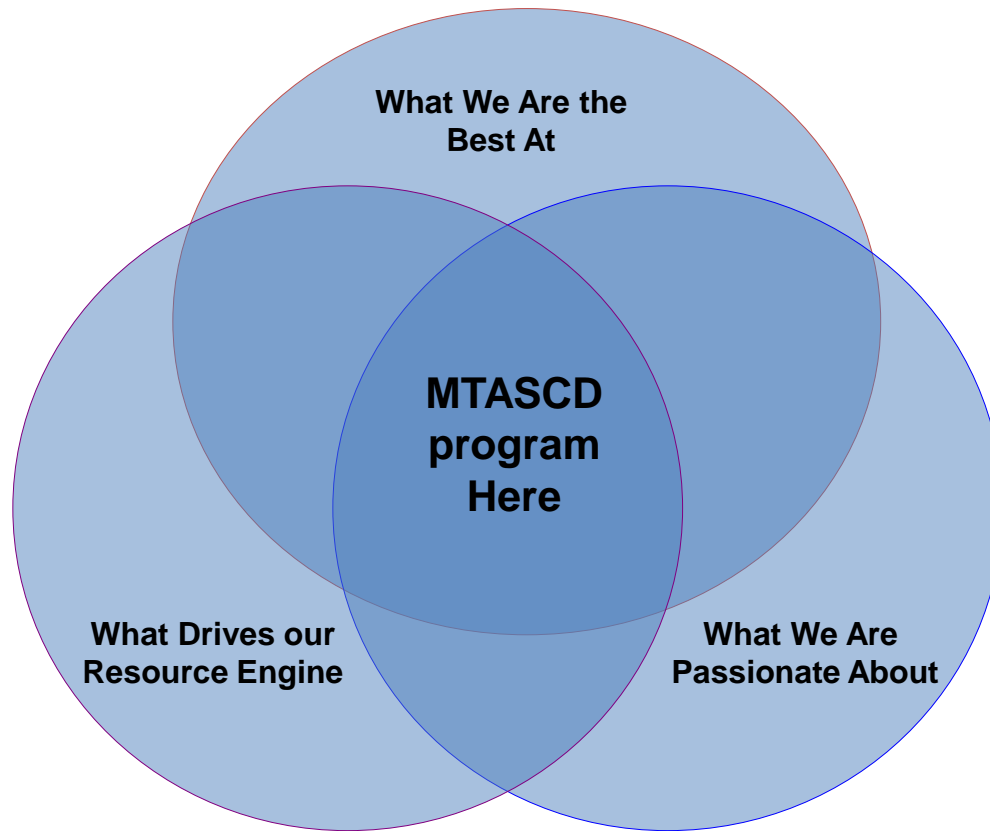 What We Are the
Best At
MTASCD
program
Here
What Drives our
Resource Engine
What We Are
Passionate About